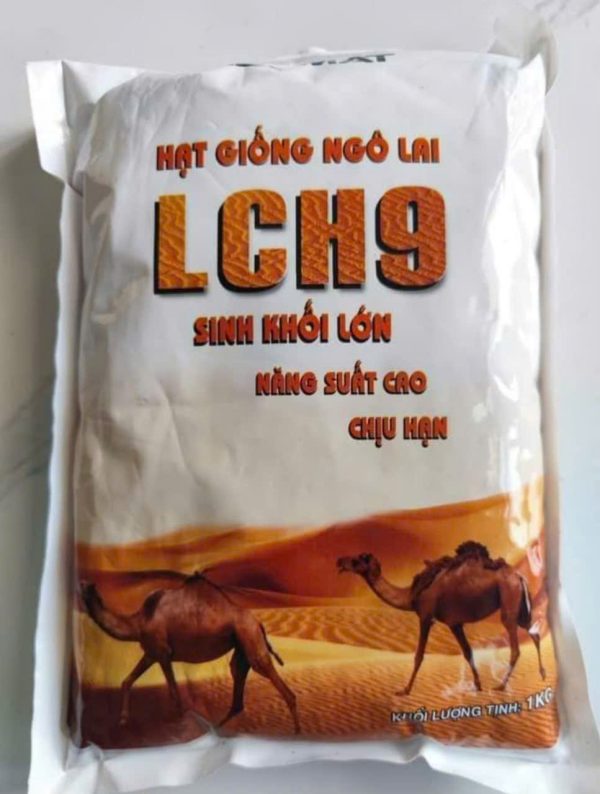 HẠT GIỐNG NGÔ LAI
LCH9
SINH KHỐI LỚN
NĂNG SUẤT CAO
CHỊU HẠN
KHỐI LƯỢNG TỊNH: 1KG